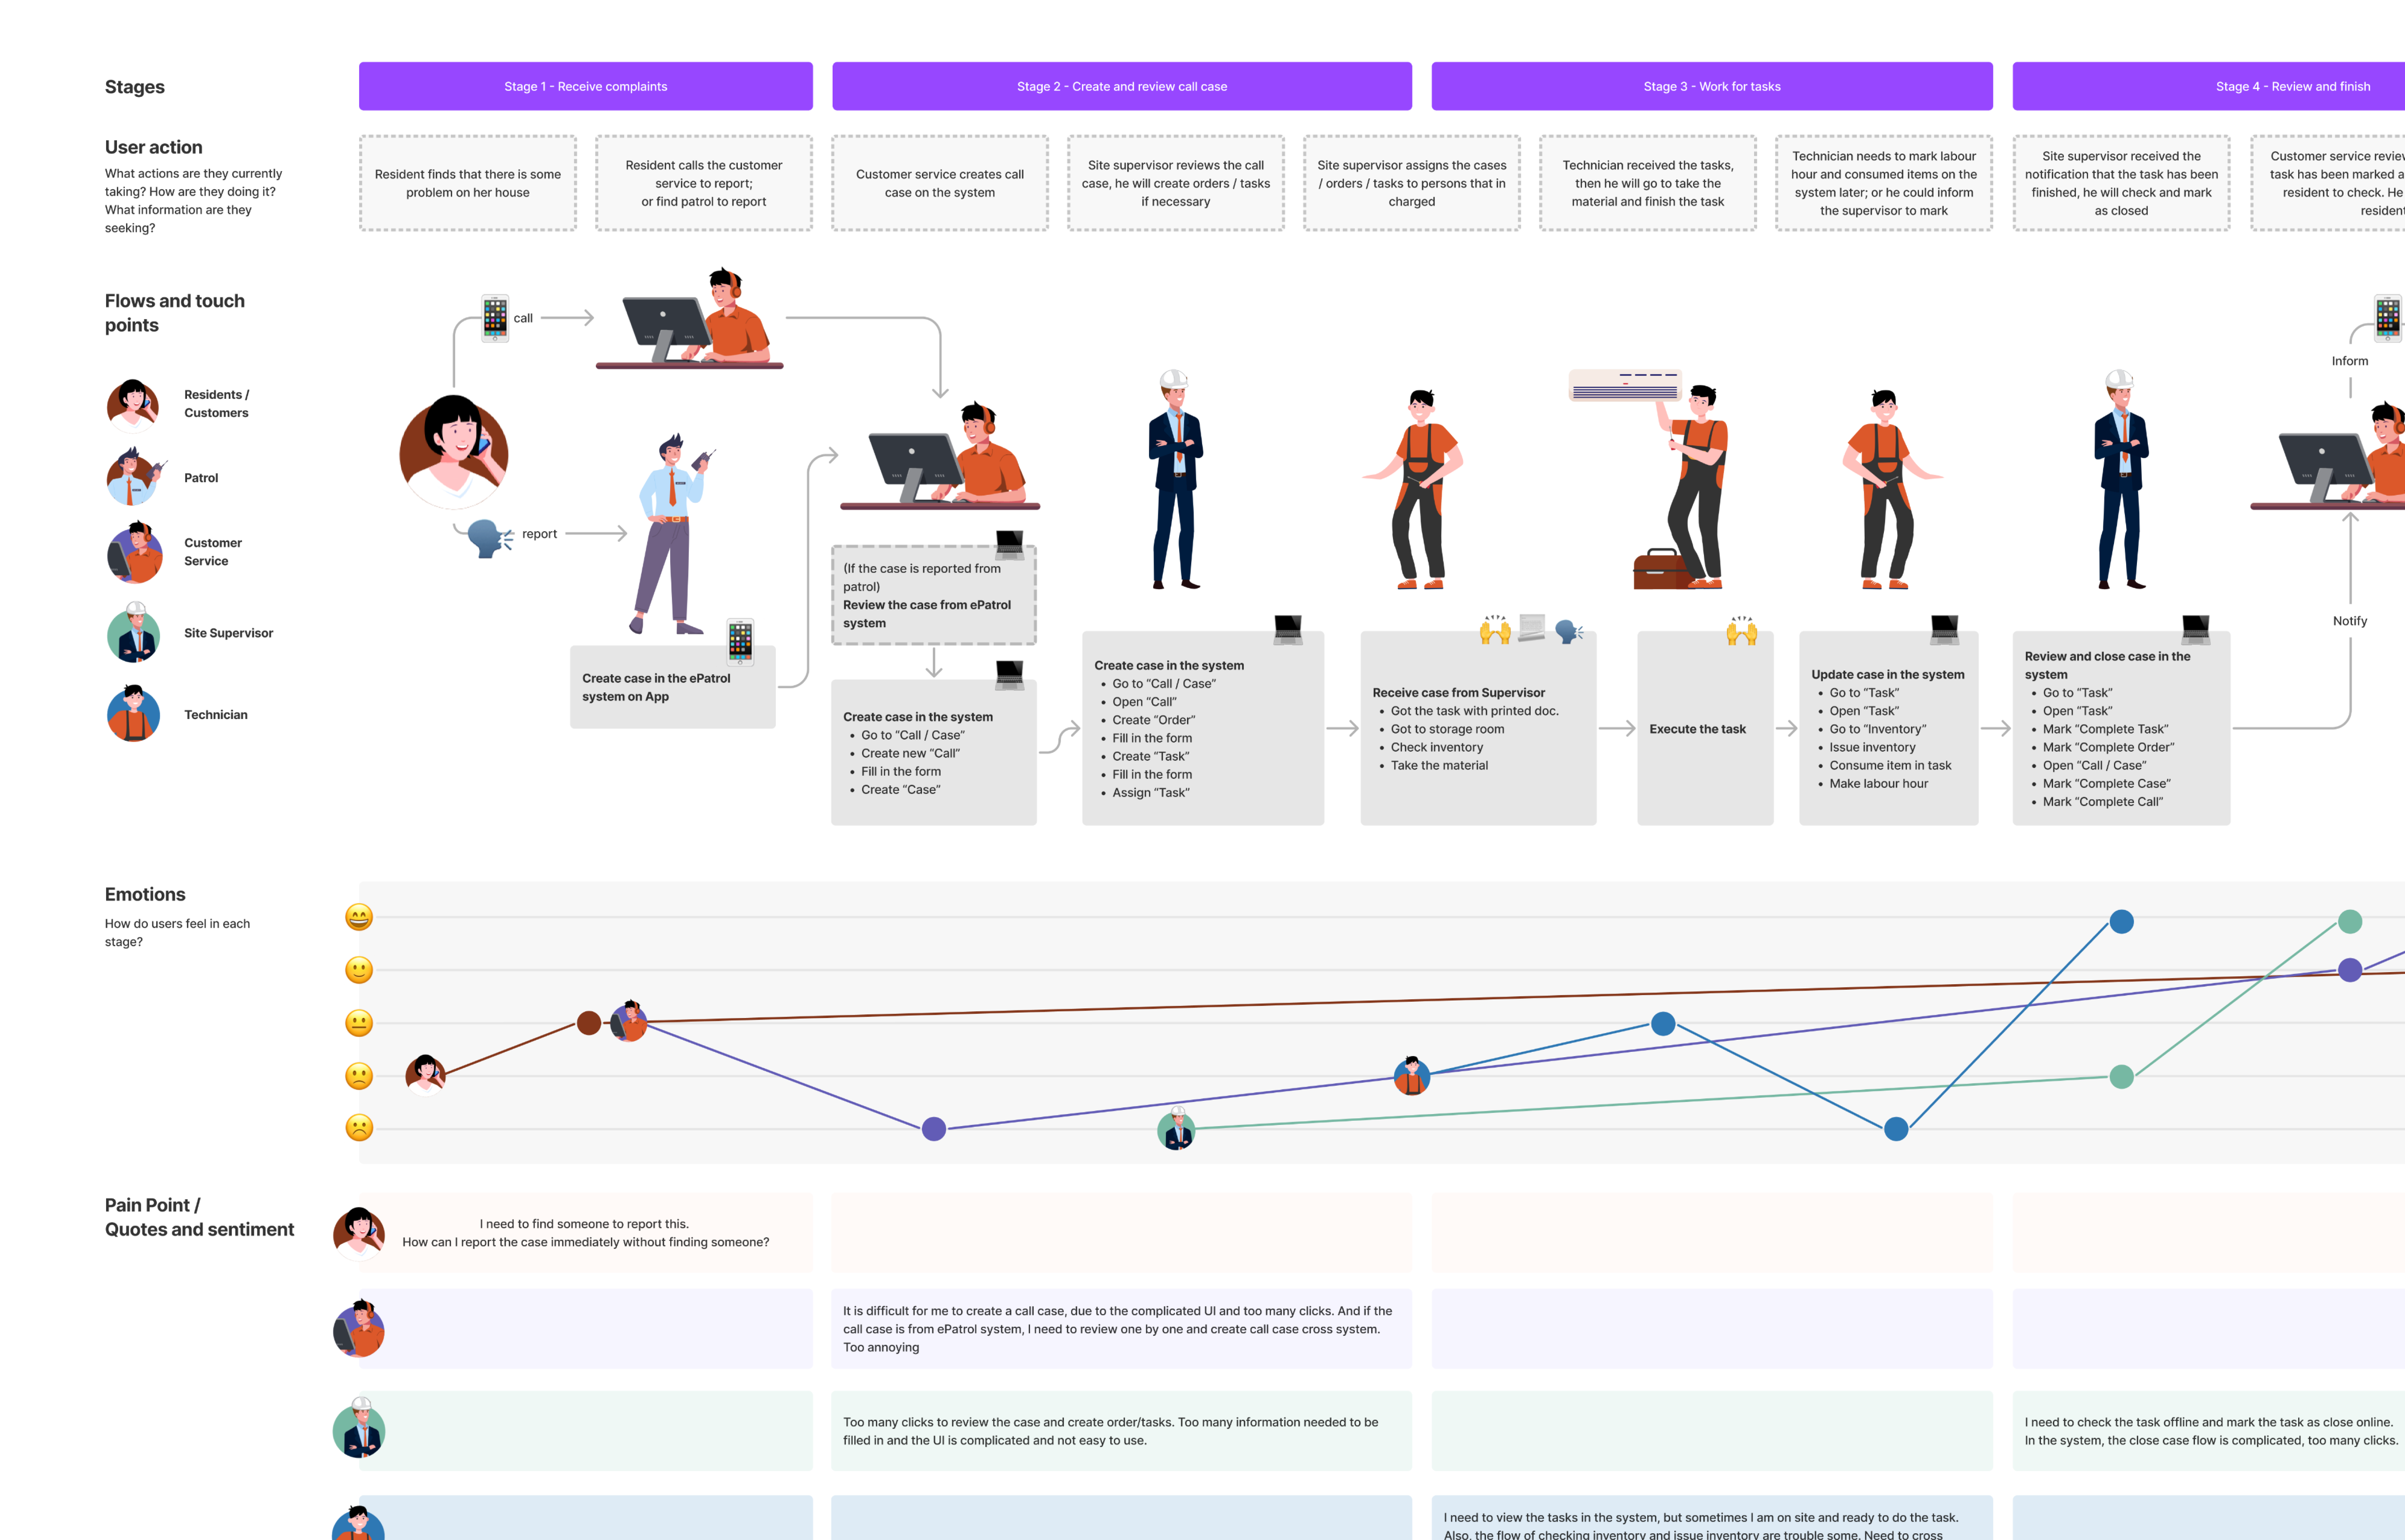 Stages
Stage 1 - Receive complaints
Stage 2 - Create and review call case
Stage 3 - Work for tasks
Stage 4 - Review and finish
User action
What actions are they currently
taking? How are they doing it?
What information are they
seeking?
Resident finds that there is some
problem on her house
Resident calls the customer
service to report;
or find patrol to report
Customer service creates call
case on the system
Site supervisor reviews the call
case, he will create orders / tasks
if necessary
Site supervisor assigns the cases
/ orders / tasks to persons that in
charged
Technician received the tasks,
then he will go to take the
material and finish the task
Technician needs to mark labour
hour and consumed items on the
system later; or he could inform
the supervisor to mark
Site supervisor received the
notification that the task has been
finished, he will check and mark
as closed
Customer service review
task has been marked a
resident to check. He
resident
Flows and touch
points
Residents /
Customers
Patrol
Customer
Service
Site Supervisor
Technician
call
report
Create case in the ePatrol
system on App
(If the case is reported from
patrol)
Review the case from ePatrol
system
Create case in the system
• Go to “Call / Case”
• Create new “Call”
• Fill in the form
• Create “Case”
Create case in the system
• Go to “Call / Case”
• Open “Call”
• Create “Order”
• Fill in the form
• Create “Task”
• Fill in the form
• Assign “Task”
Receive case from Supervisor
• Got the task with printed doc.
• Got to storage room
• Check inventory
• Take the material
Execute the task
Update case in the system
• Go to “Task”
• Open “Task”
• Go to “Inventory”
• Issue inventory
• Consume item in task
• Make labour hour
Review and close case in the
system
• Go to “Task”
• Open “Task”
• Mark “Complete Task”
• Mark “Complete Order”
• Open “Call / Case”
• Mark “Complete Case”
• Mark “Complete Call”
Inform
Notify
Emotions
How do users feel in each
stage?
Pain Point /
Quotes and sentiment
I need to find someone to report this.
How can I report the case immediately without finding someone?
It is difficult for me to create a call case, due to the complicated UI and too many clicks. And if the
call case is from ePatrol system, I need to review one by one and create call case cross system.
Too annoying
Too many clicks to review the case and create order/tasks. Too many information needed to be
filled in and the UI is complicated and not easy to use.
I need to check the task offline and mark the task as close online.
In the system, the close case flow is complicated, too many clicks.
I need to view the tasks in the system, but sometimes I am on site and ready to do the task.
Also, the flow of checking inventory and issue inventory are trouble some. Need to cross